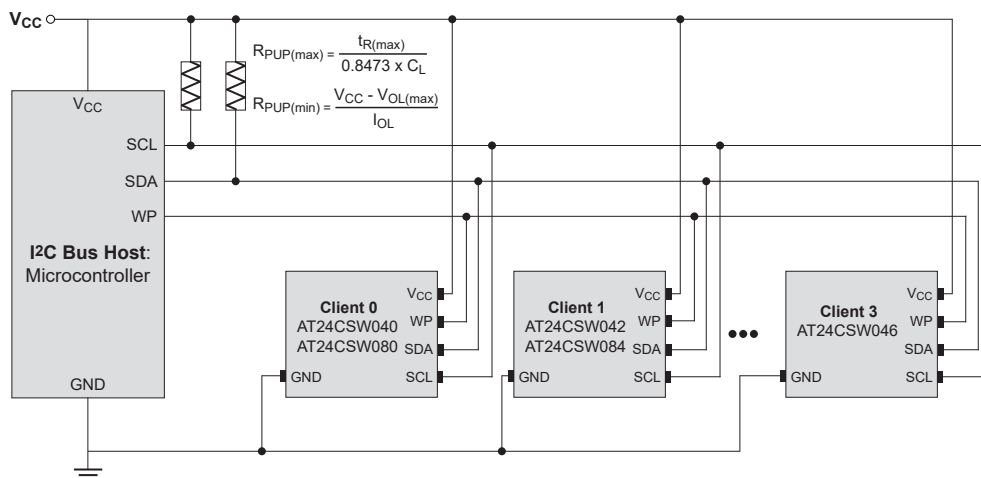 VCC
RPUP(max) = tR(max) / 0.8473 x CL
RPUP(min) = VCC - VOL(max) / IOL
VCC
SCL
SDA
WP
I2C Bus Host:
Microcontroller
GND
Client 0
AT24CSW040
AT24CSW080
VCC
WP
SDA
SCL
GND
Client 1
AT24CSW042
AT24CSW084
VCC
WP
SDA
SCL
GND
Client 3
AT24CSW046
VCC
WP
SDA
SCL
GND